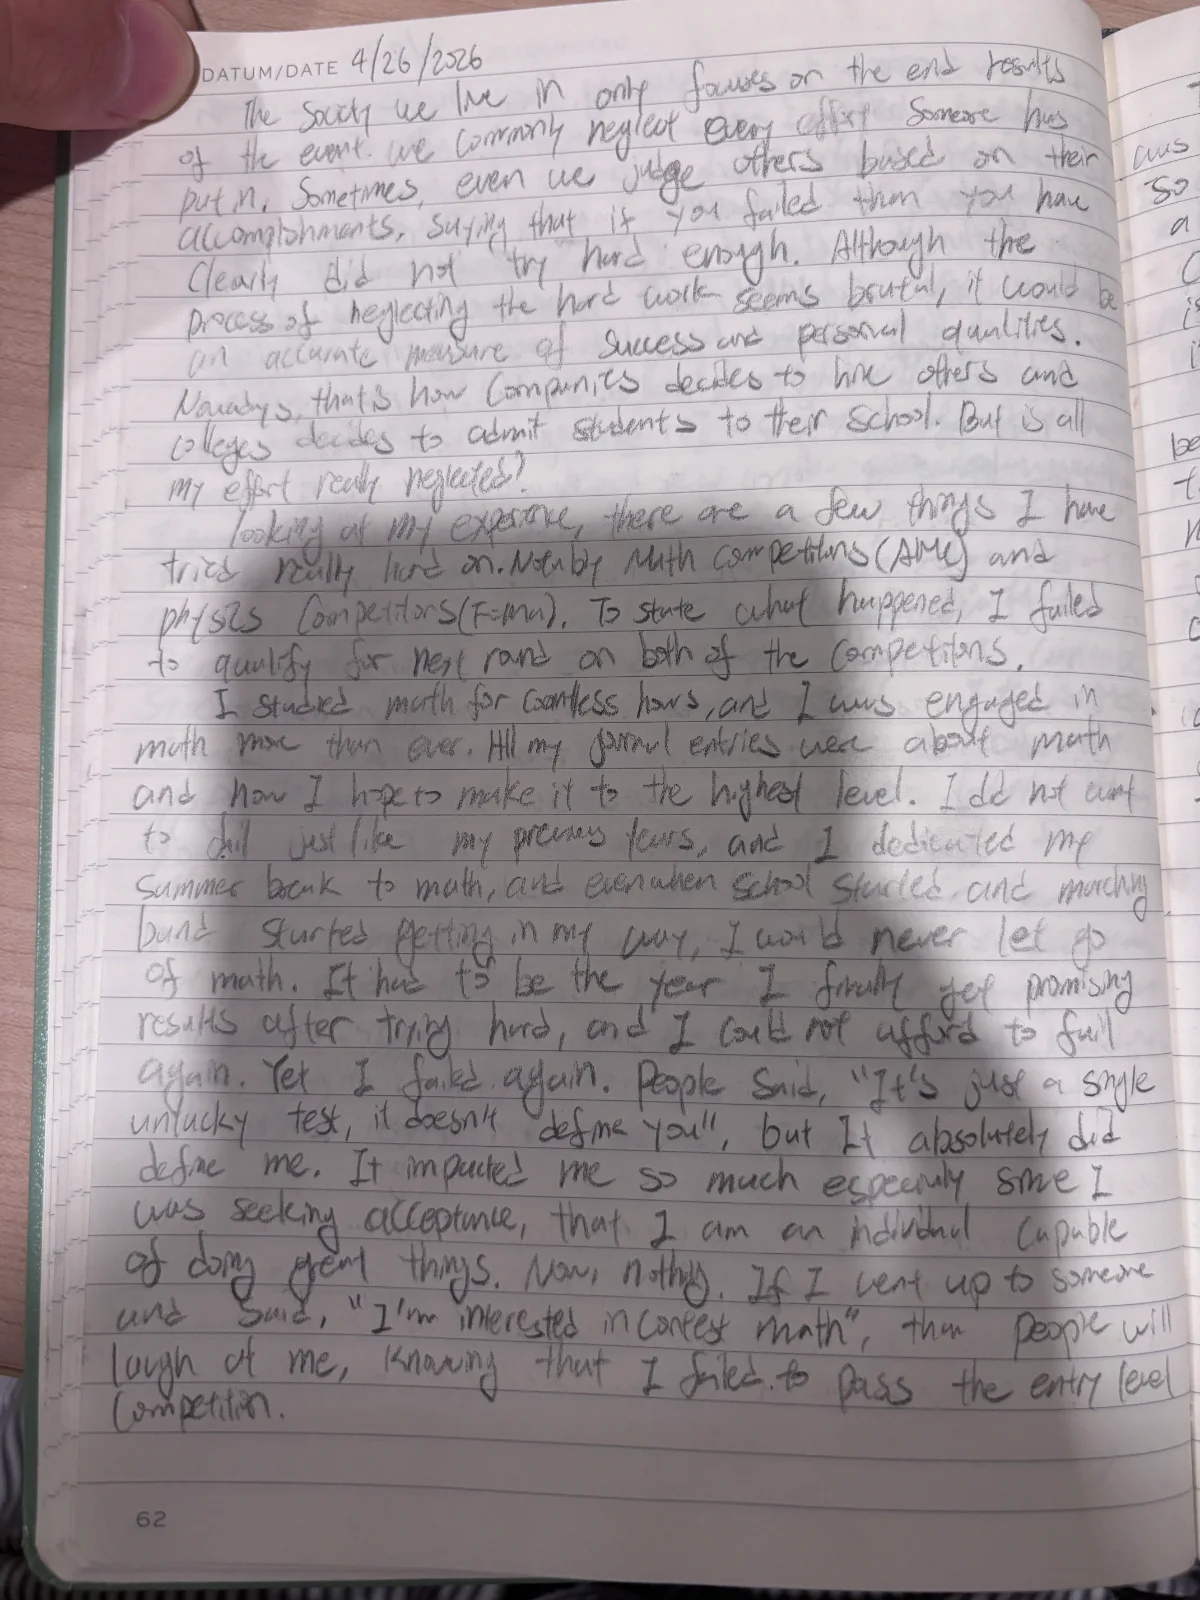 DATUM/DATE 4/26/2026
The Society we live in only focuses on the end results
of the event. we commonly neglect every effort Someone has
put in. Sometimes, even we judge others based on their
accomplishments, saying that if you failed then you have
clearly did not "try hard enough. Although the
process of neglecting the hard work seems brutal, it would be
an accurate measure of success and personal qualities.
Nowadys, that's how Companies decides to hire others and
colleges decides to admit students to their school. But is all
my effort really neglected?
looking at my experience, there are a few things I have
tried really hard on. Notably Math competitins (AMC) and
physics Competitors (F=ma). To state what happened, I failed
to qualify for next round on both of the Competitions.
I studied math for countless hours, and I was engaged in
math more than ever. All my journal entries were about math
and how I hope to make it to the highest level. I did not want
to chill just like my previous years, and I dedicated my
summer break to math, and even when school started and marching
band started getting in my way, I would never let go
of math. It had to be the year I finally get promising
results after trying hard, and I could not afford to fail
again. Yet I failed again. People said, "It's just a single
unlucky test, it doesn't define you", but It absolutely did
define me. It impacted me so much especially since I
was seeking acceptance, that I am an individual capable
of doing great things. Now, nothing. If I went up to someone
and said, "I'm interested in contest math", then people will
laugh at me, knowing that I failed to pass the entry level
competition.
62
was
so
a
be
t